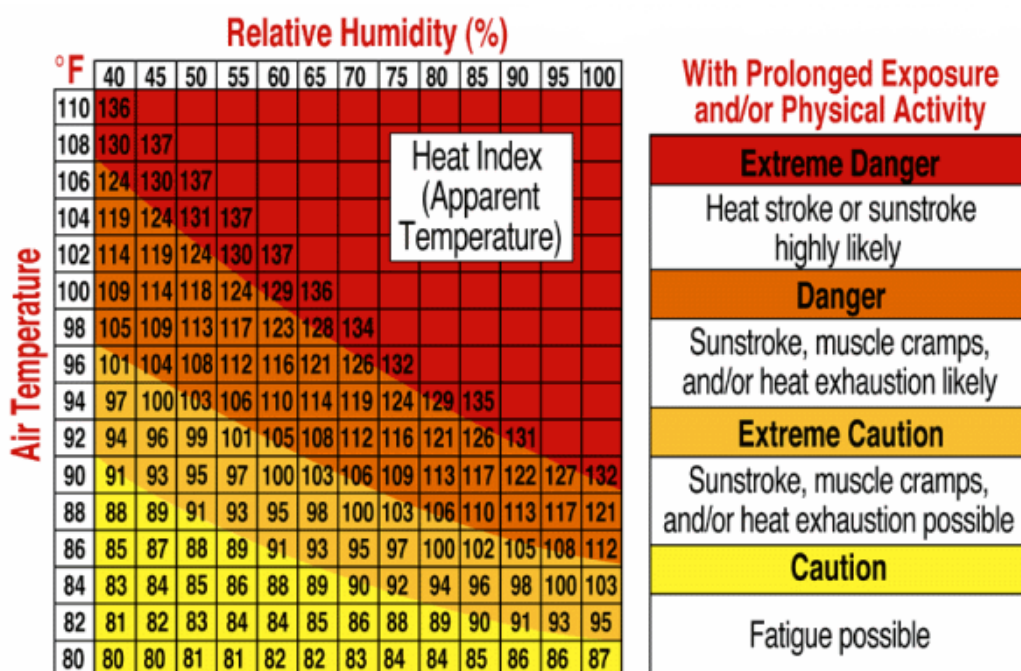 Relative Humidity (%)
°F 40 45 50 55 60 65 70 75 80 85 90 95 100
110 136
108 130 137
106 124 130 137
104 119 124 131 137
102 114 119 124 130 137
100 109 114 118 124 129 136
98 105 109 113 117 123 128 134
96 101 104 108 112 116 121 126 132
94 97 100 103 106 110 114 119 124 129 135
92 94 96 99 101 105 108 112 116 121 126 131
90 91 93 95 97 100 103 106 109 113 117 122 127 132
88 88 89 91 93 95 98 100 103 106 110 113 117 121
86 85 87 88 89 91 93 95 97 100 102 105 108 112
84 83 84 85 86 88 89 90 92 94 96 98 100 103
82 81 82 83 84 84 85 86 88 89 90 91 93 95
80 80 80 81 81 82 82 83 84 84 85 86 86 87
Air Temperature
Heat Index
(Apparent
Temperature)
With Prolonged Exposure
and/or Physical Activity
Extreme Danger
Heat stroke or sunstroke
highly likely
Danger
Sunstroke, muscle cramps,
and/or heat exhaustion likely
Extreme Caution
Sunstroke, muscle cramps,
and/or heat exhaustion possible
Caution
Fatigue possible